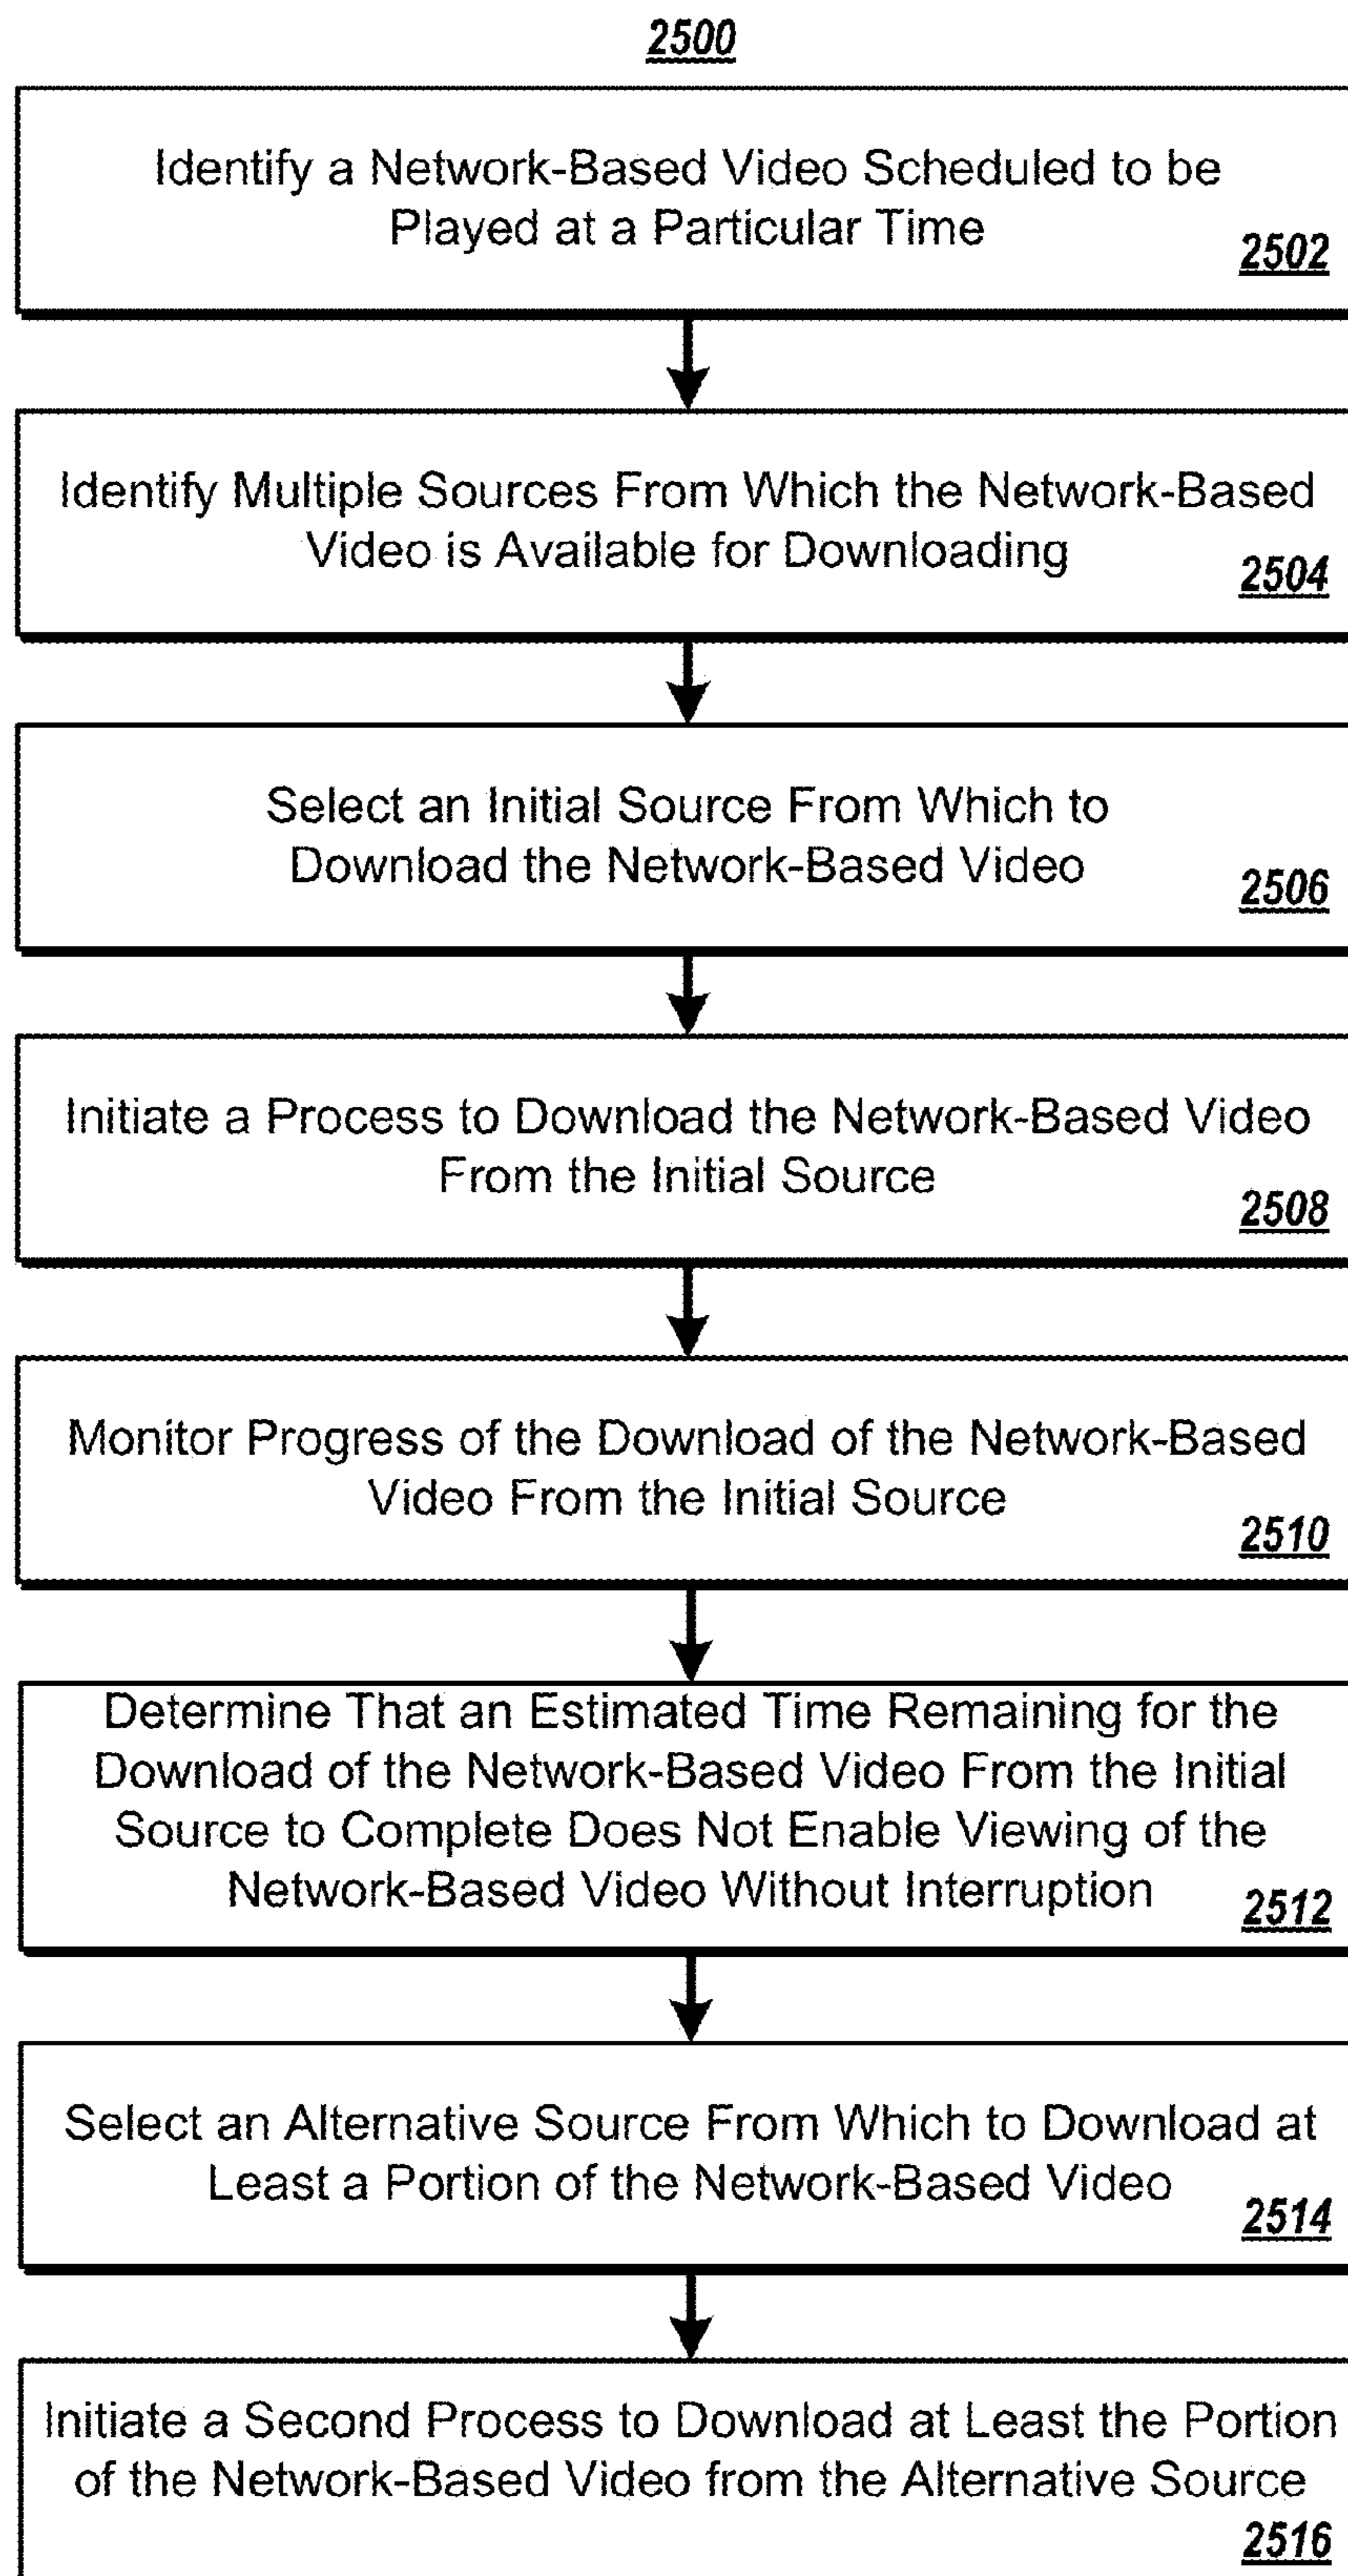 2500
Identify a Network-Based Video Scheduled to be
Played at a Particular Time
2502
Identify Multiple Sources From Which the Network-Based
Video is Available for Downloading
2504
Select an Initial Source From Which to
Download the Network-Based Video
2506
Initiate a Process to Download the Network-Based Video
From the Initial Source
2508
Monitor Progress of the Download of the Network-Based
Video From the Initial Source
2510
Determine That an Estimated Time Remaining for the
Download of the Network-Based Video From the Initial
Source to Complete Does Not Enable Viewing of the
Network-Based Video Without Interruption
2512
Select an Alternative Source From Which to Download at
Least a Portion of the Network-Based Video
2514
Initiate a Second Process to Download at Least the Portion
of the Network-Based Video from the Alternative Source
2516